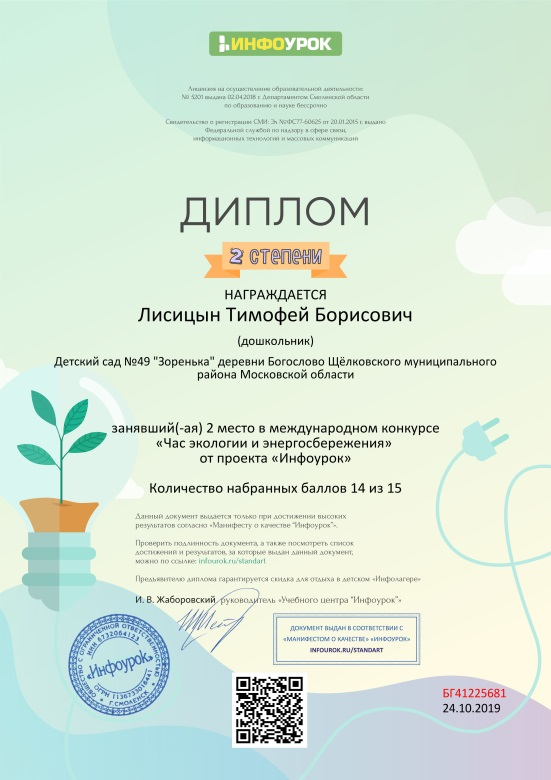 ИНФОУРОК
Лицензия на осуществление образовательной деятельности
№ 5201 выдана 02.04.2018 г. Департаментом Смоленской области
по образованию и науке бессрочно
Свидетельство о регистрации СМИ: Эл №ФС77-60625 от 20.01.2015 г. выдано
Федеральной службой по надзору в сфере связи,
информационных технологий и массовых коммуникаций
ДИПЛОМ
2 степени
НАГРАЖДАЕТСЯ
Лисицын Тимофей Борисович
(дошкольник)
Детский сад №49 "Зоренька" деревни Богослово Щёлковского муниципального
района Московской области
занявший(-ая) 2 место в международном конкурсе
«Час экологии и энергосбережения»
от проекта «Инфоурок»
Количество набранных баллов 14 из 15
Данный документ выдается только при достижении высоких
результатов согласно «Манифесту о качестве "Инфоурок"».
Проверить подлинность документа, а также посмотреть список
достижений и результатов, за которые выдан данный документ,
можно по ссылке: infourok.ru/standart
Предъявителю диплома гарантируется скидка для отдыха в детском «Инфолагере»
И. В. Жаборовский, руководитель «Учебного центра "Инфоурок"»
ДОКУМЕНТ ВЫДАН В СООТВЕТСТВИИ С
«МАНИФЕСТОМ О КАЧЕСТВЕ» «ИНФОУРОК»
INFOUROK.RU/STANDART
ОБЩЕСТВО С ОГРАНИЧЕННОЙ ОТВЕТСТВЕННОСТЬЮ
ИНН 6732064123
«Инфоурок»
Г.СМОЛЕНСК
БГ41225681
24.10.2019